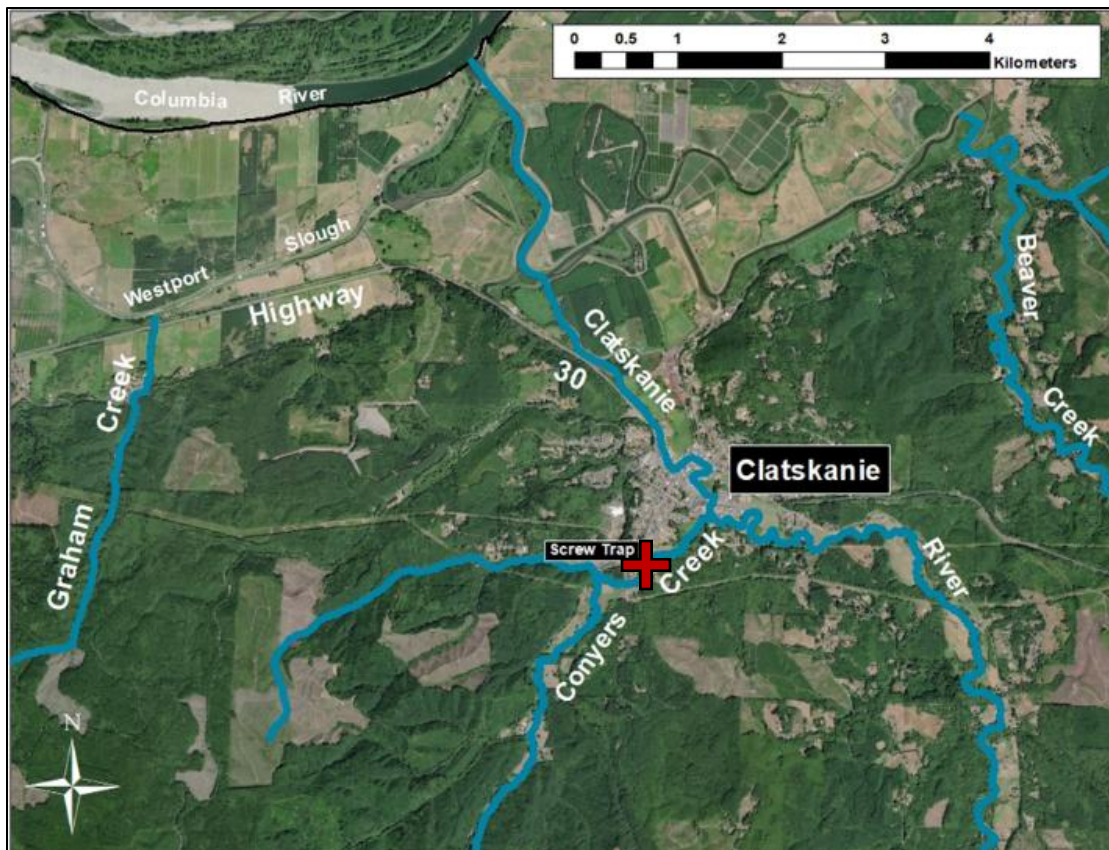 0 0.5 1 2 3 4
Kilometers
Columbia River
Westport Slough
Highway 30
Graham Creek
Clatskanie River
Beaver Creek
Clatskanie
Screw Trap
Conyers Creek
N